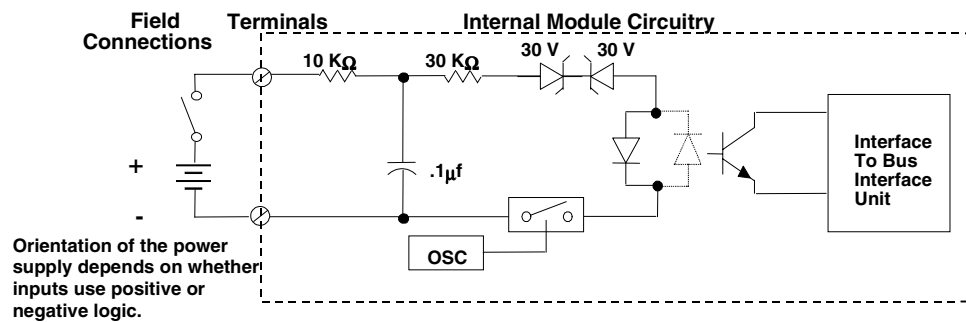 Field
Connections
Terminals
Internal Module Circuitry
10 KΩ
30 KΩ
30 V
30 V
+
.1µf
-
OSC
Interface
To Bus
Interface
Unit
Orientation of the power
supply depends on whether
inputs use positive or
negative logic.